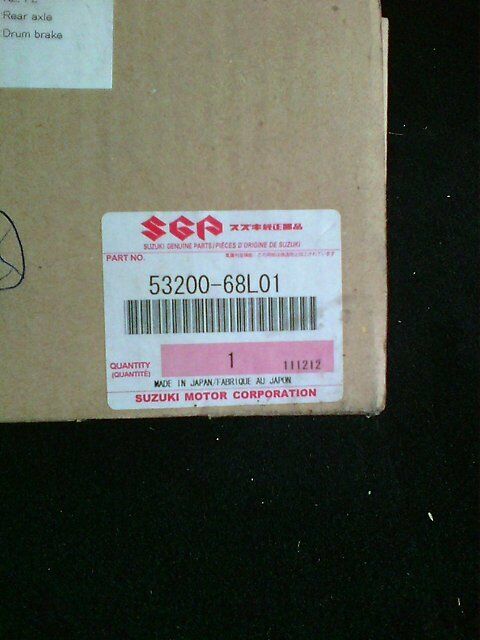 Rear axle
Drum brake
SGP スズキ純正部品
SUZUKI GENUINE PARTS/PIÈCES D'ORIGINE DE SUZUKI
PART NO.
53200-68L01
QUANTITY
(QUANTITÉ)
1
111212
MADE IN JAPAN/FABRIQUE AU JAPON
SUZUKI MOTOR CORPORATION